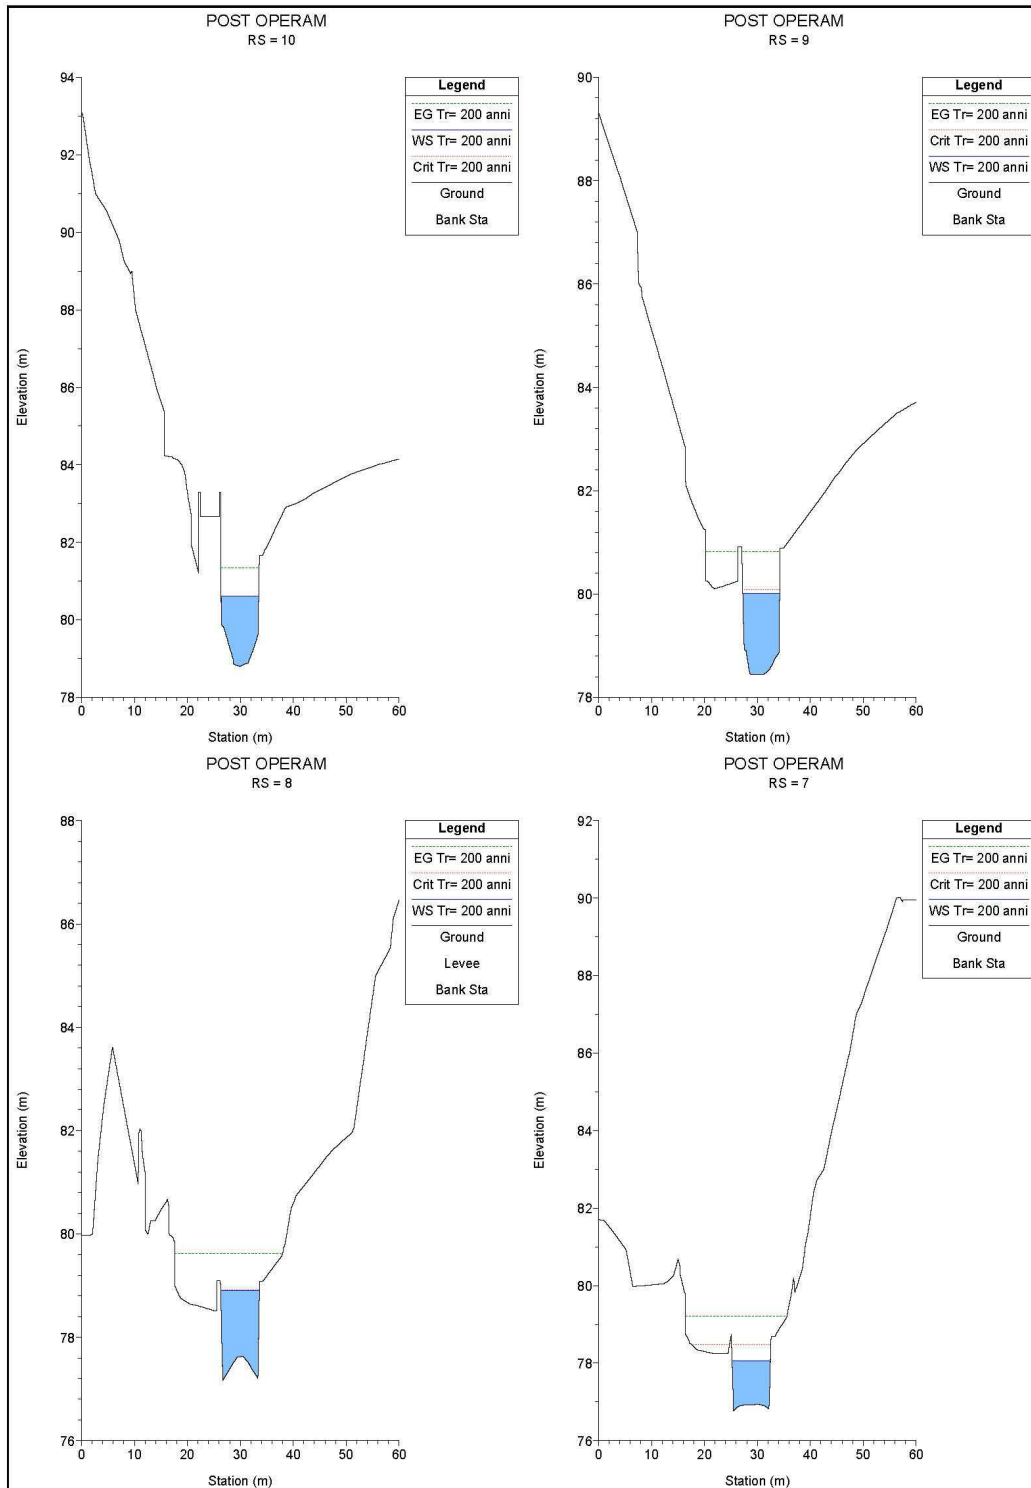 POST OPERAM
RS = 10
Legend
EG Tr= 200 anni
WS Tr= 200 anni
Crit Tr= 200 anni
Ground
Bank Sta
94
92
90
88
86
84
82
80
78
Elevation (m)
0 10 20 30 40 50 60
Station (m)
POST OPERAM
RS = 9
Legend
EG Tr= 200 anni
Crit Tr= 200 anni
WS Tr= 200 anni
Ground
Bank Sta
90
88
86
84
82
80
78
Elevation (m)
0 10 20 30 40 50 60
Station (m)
POST OPERAM
RS = 8
Legend
EG Tr= 200 anni
Crit Tr= 200 anni
WS Tr= 200 anni
Ground
Levee
Bank Sta
88
86
84
82
80
78
76
Elevation (m)
0 10 20 30 40 50 60
Station (m)
POST OPERAM
RS = 7
Legend
EG Tr= 200 anni
Crit Tr= 200 anni
WS Tr= 200 anni
Ground
Bank Sta
92
90
88
86
84
82
80
78
76
Elevation (m)
0 10 20 30 40 50 60
Station (m)